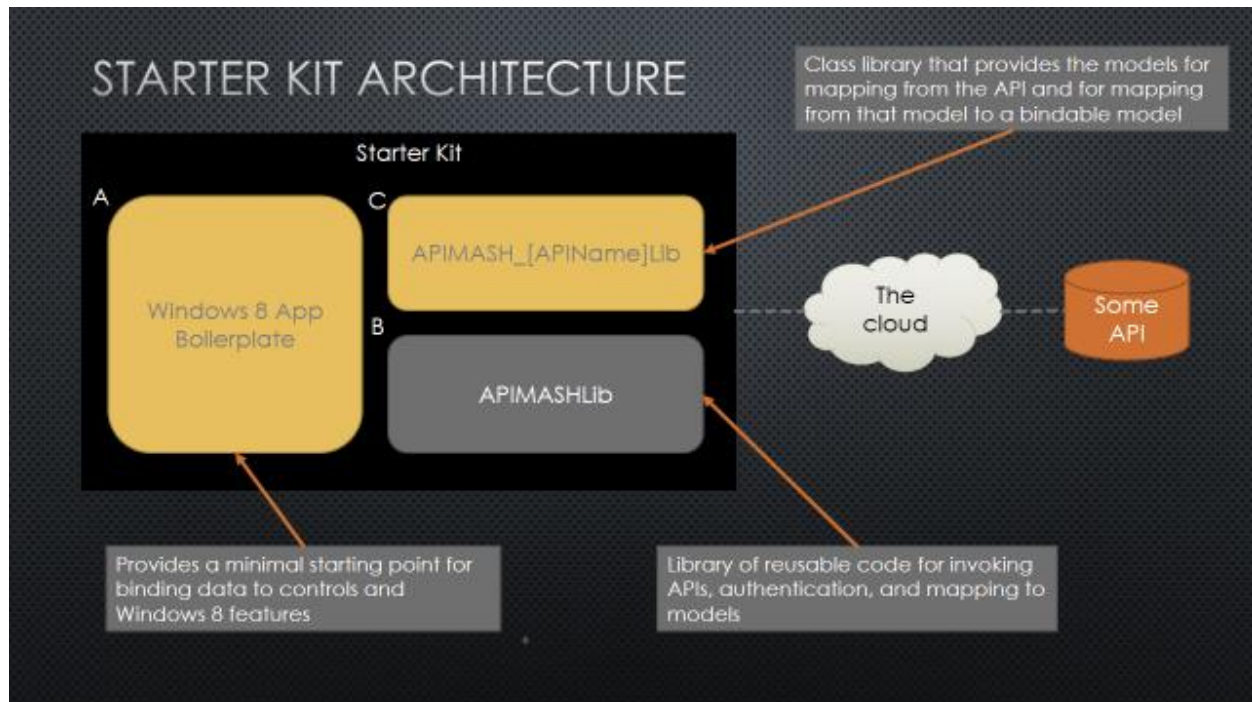 STARTER KIT ARCHITECTURE
Class library that provides the models for
mapping from the API and for mapping
from that model to a bindable model
Starter Kit
A
C
APIMASH_[APIName]Lib
Windows 8 App
Boilerplate
The
cloud
Some
API
B
APIMASHLib
Provides a minimal starting point for
binding data to controls and
Windows 8 features
Library of reusable code for invoking
APIs, authentication, and mapping to
models